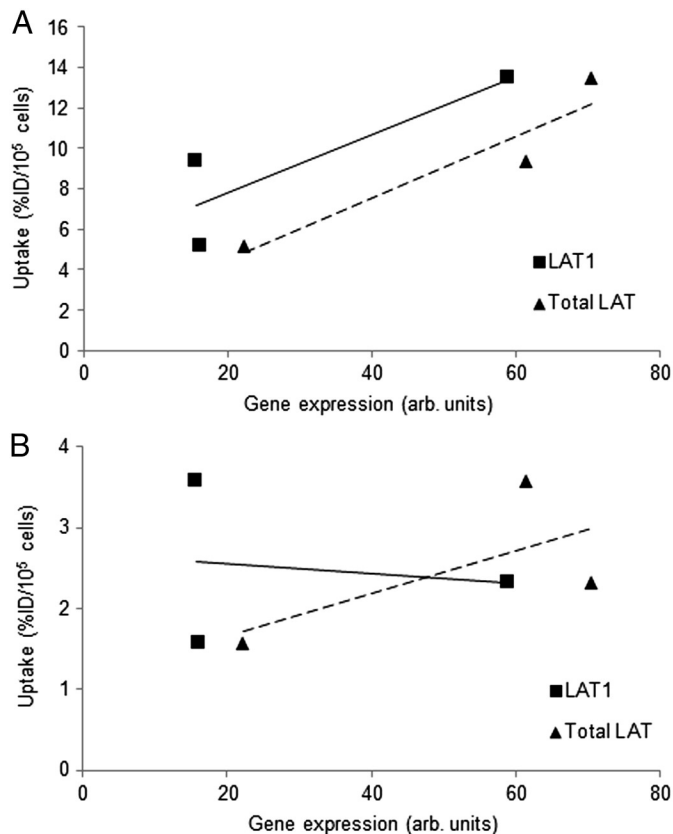 A
Uptake (%ID/10⁵ cells)
16
14
12
10
8
6
4
2
0
0 20 40 60 80
Gene expression (arb. units)
LAT1
Total LAT
B
Uptake (%ID/10⁵ cells)
4
3
2
1
0
0 20 40 60 80
Gene expression (arb. units)
LAT1
Total LAT